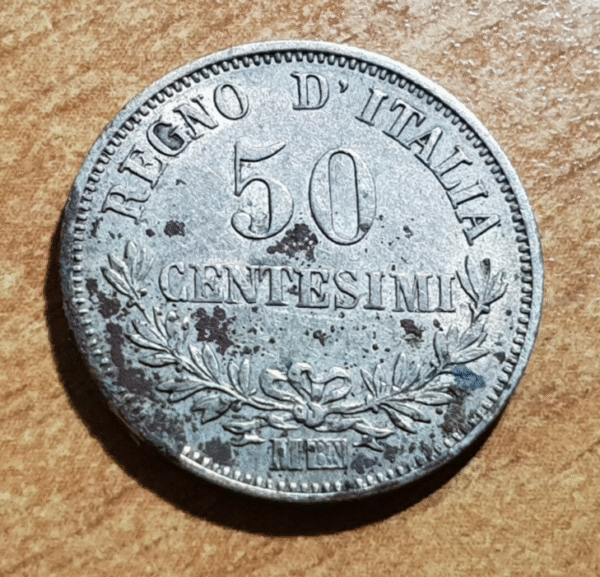 REGNO D'ITALIA
50
CENTESIMI
M BN